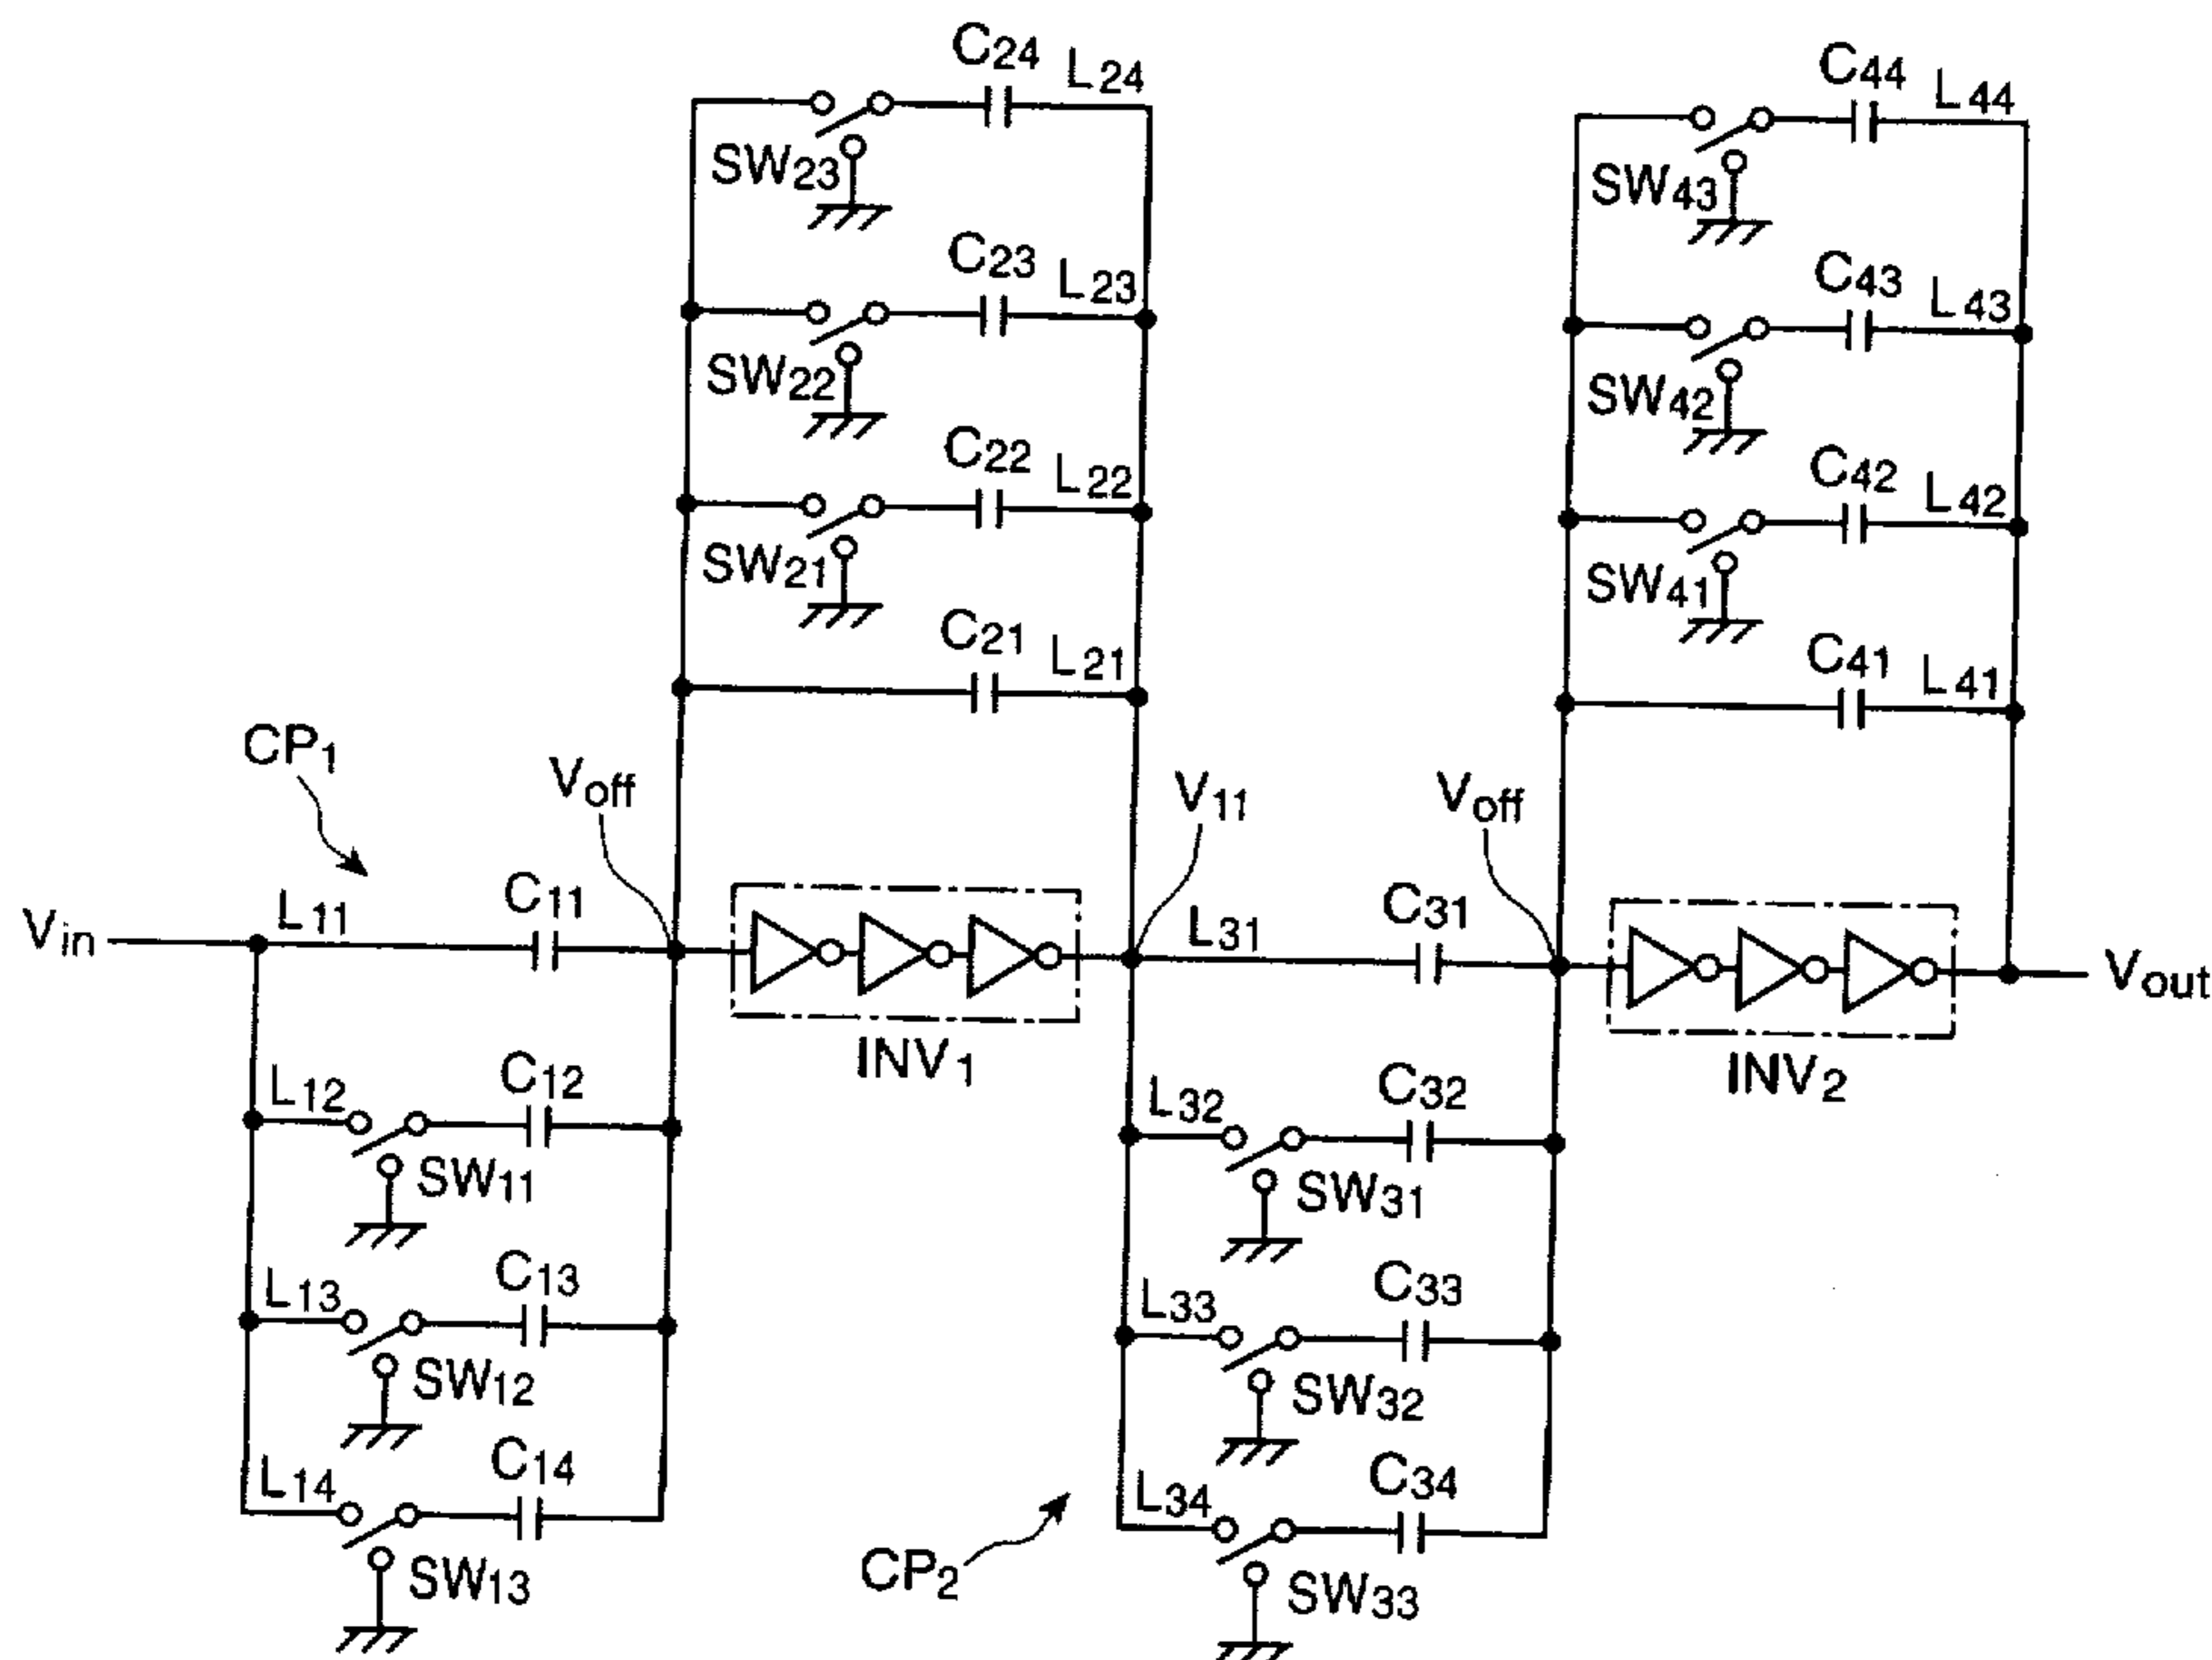 C24 L24
C44 L44
SW23
SW43
C23 L23
C43 L43
SW22
SW42
C22 L22
C42 L42
SW21
SW41
C21 L21
C41 L41
CP1
Voff
V11
Voff
Vin
L11
C11
L31
C31
Vout
INV1
INV2
L12
C12
L32
C32
SW11
SW31
L13
C13
L33
C33
SW12
SW32
L14
C14
L34
C34
SW13
CP2
SW33